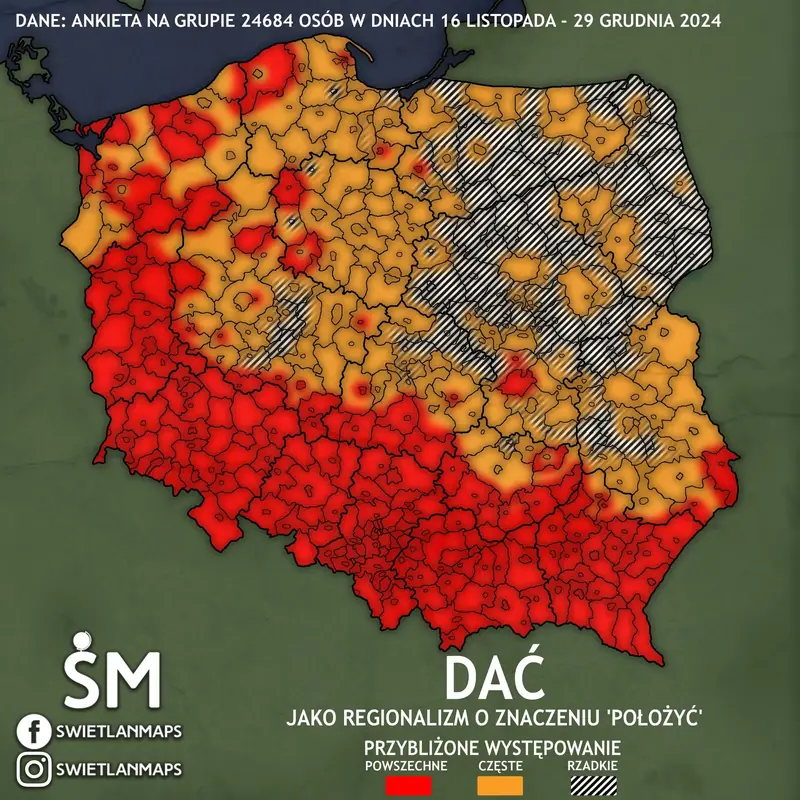 DANE: ANKIETA NA GRUPIE 24684 OSÓB W DNIACH 16 LISTOPADA - 29 GRUDNIA 2024
ŚM
SWIETLANMAPS
SWIETLANMAPS
DAĆ
JAKO REGIONALIZM O ZNACZENIU 'POŁOŻYĆ'
PRZYBLIŻONE WYSTĘPOWANIE
POWSZECHNE CZĘSTE RZADKIE